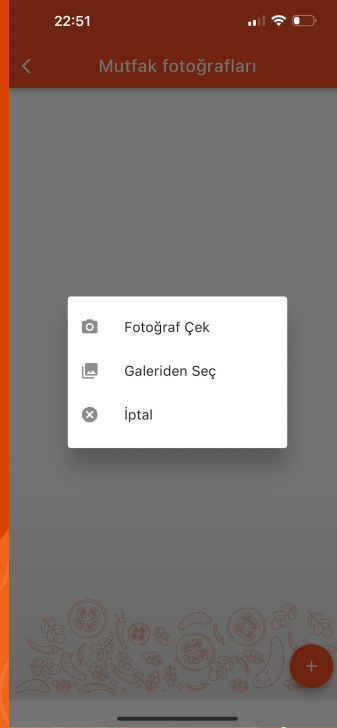 22:51
Mutfak fotoğrafları
Fotoğraf Çek
Galeriden Seç
İptal